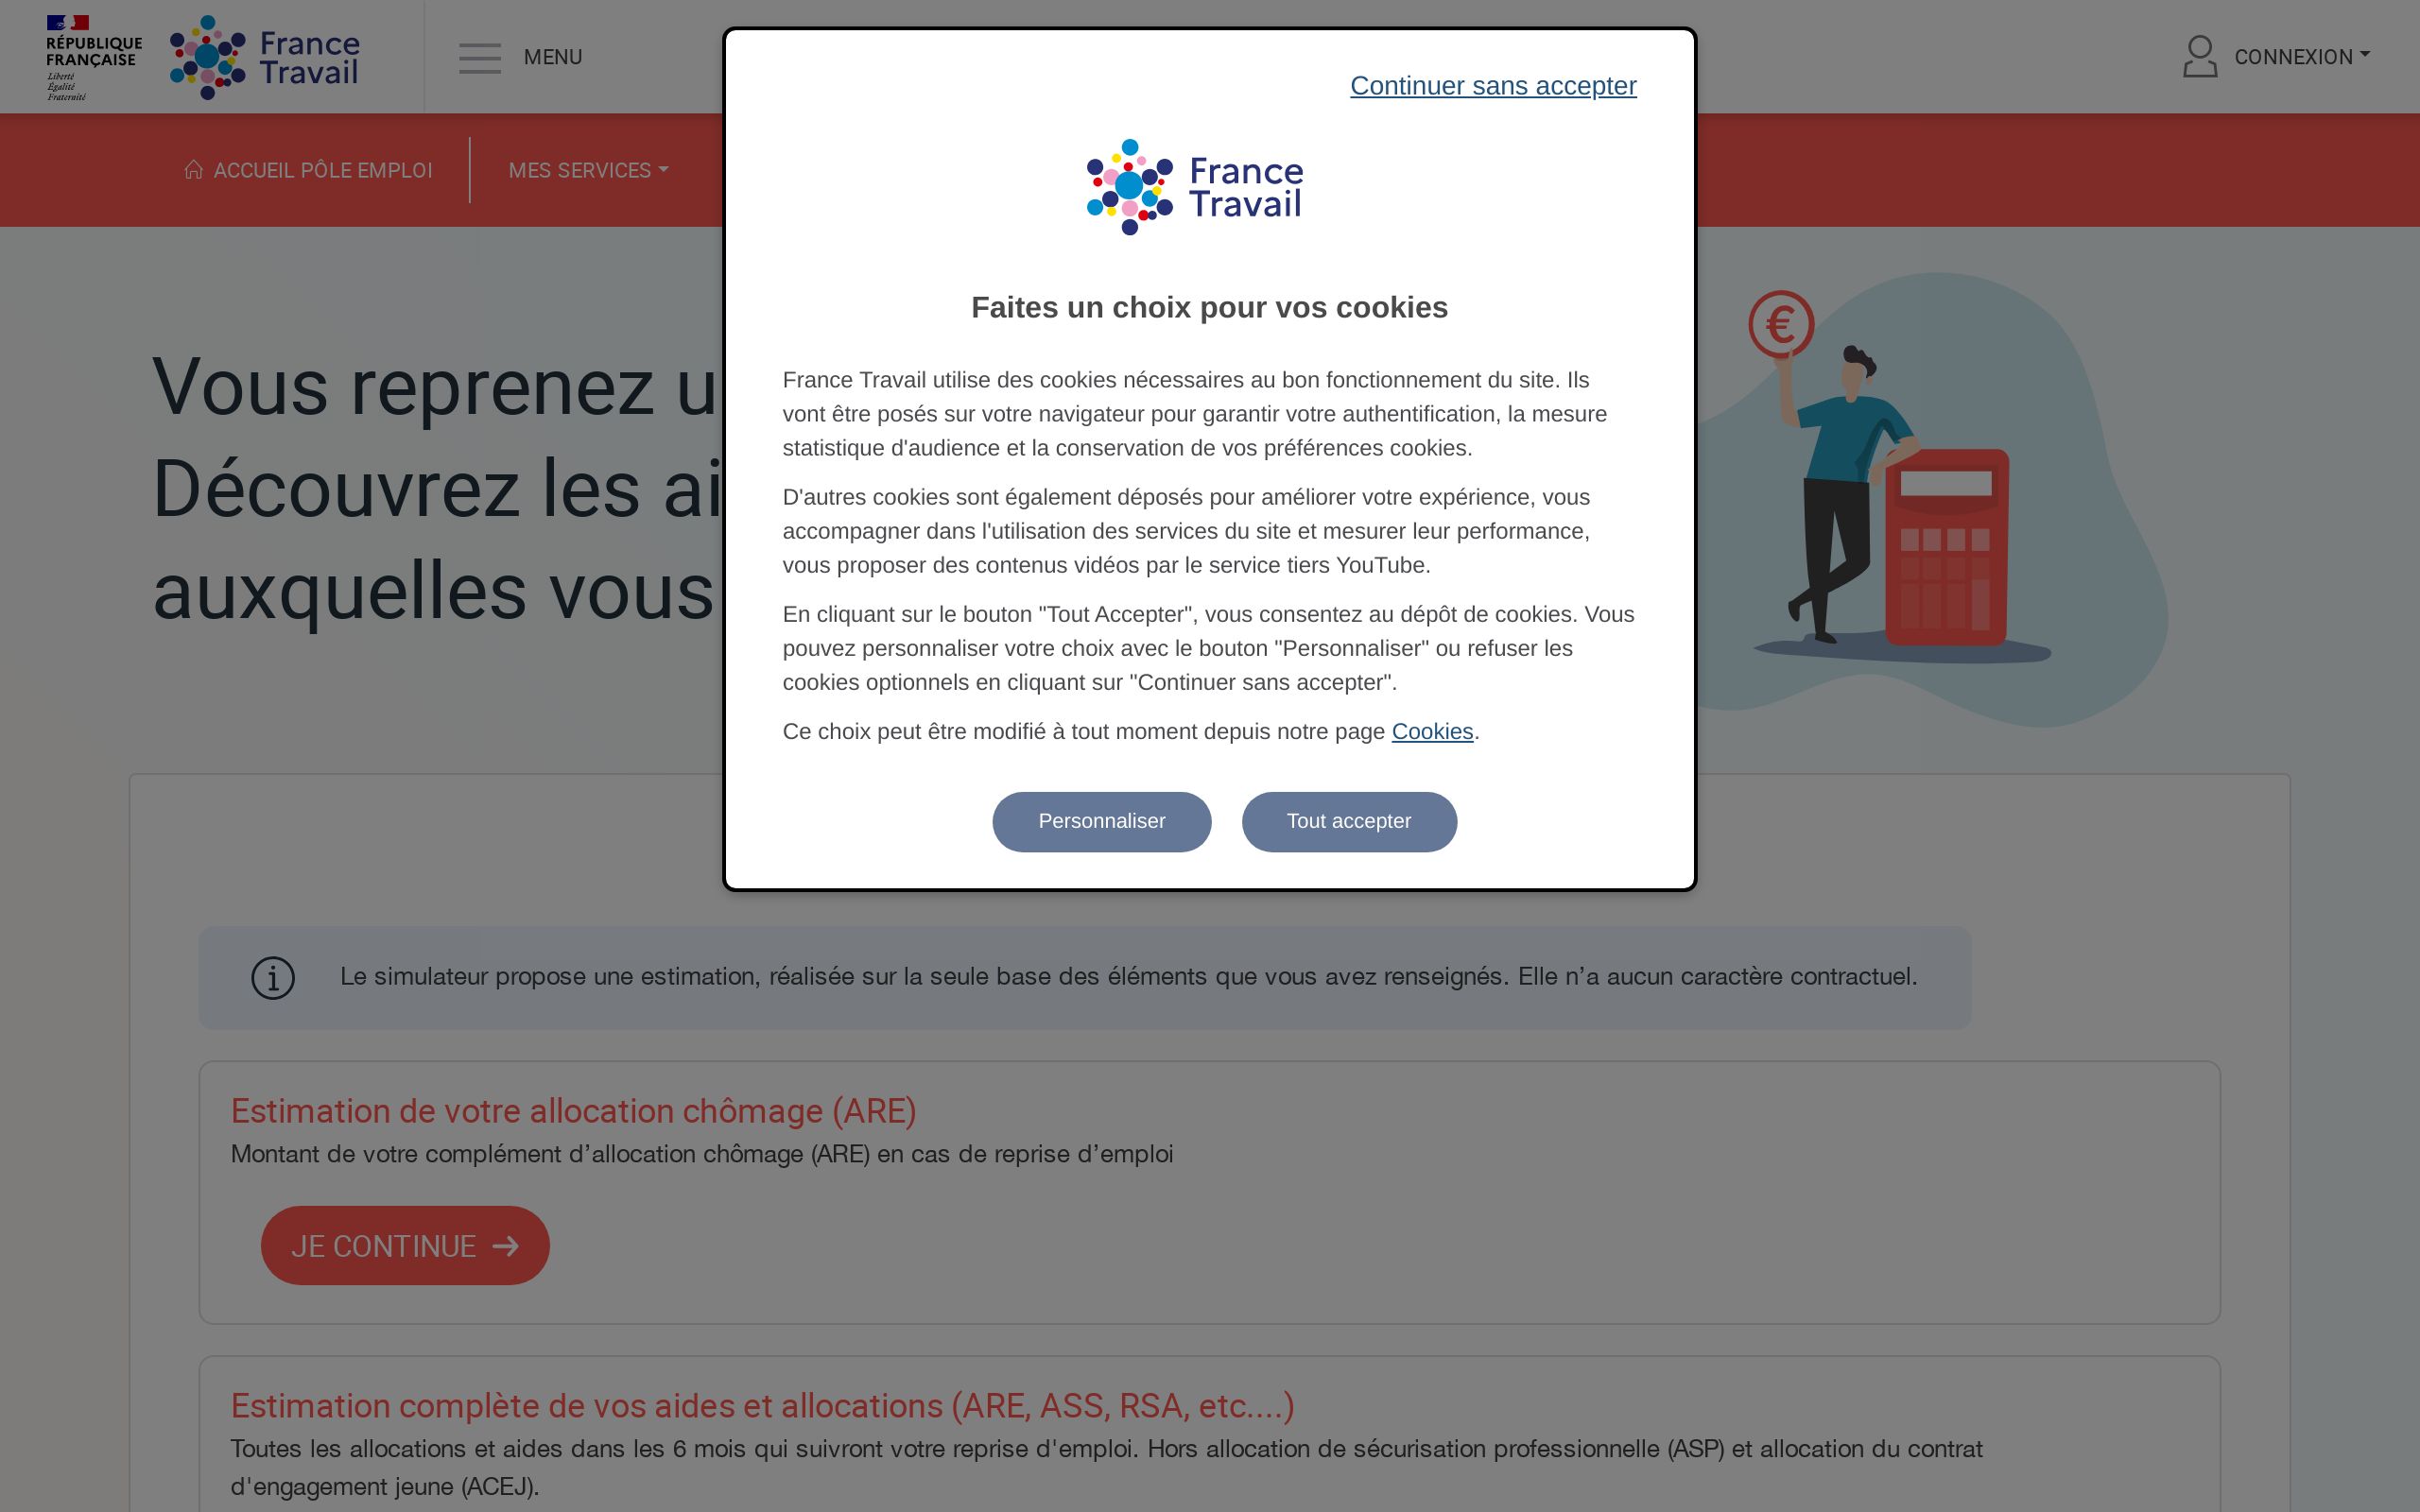 RÉPUBLIQUE
FRANÇAISE
Liberté
Égalité
Fraternité
France
Travail
MENU
CONNEXION
ACCUEIL PÔLE EMPLOI
MES SERVICES
Continuer sans accepter
France
Travail
Faites un choix pour vos cookies
France Travail utilise des cookies nécessaires au bon fonctionnement du site. Ils
vont être posés sur votre navigateur pour garantir votre authentification, la mesure
statistique d'audience et la conservation de vos préférences cookies.
D'autres cookies sont également déposés pour améliorer votre expérience, vous
accompagner dans l'utilisation des services du site et mesurer leur performance,
vous proposer des contenus vidéos par le service tiers YouTube.
En cliquant sur le bouton "Tout Accepter", vous consentez au dépôt de cookies. Vous
pouvez personnaliser votre choix avec le bouton "Personnaliser" ou refuser les
cookies optionnels en cliquant sur "Continuer sans accepter".
Ce choix peut être modifié à tout moment depuis notre page Cookies.
Personnaliser
Tout accepter
Vous reprenez u
Découvrez les ai
auxquelles vous
€
Le simulateur propose une estimation, réalisée sur la seule base des éléments que vous avez renseignés. Elle n’a aucun caractère contractuel.
Estimation de votre allocation chômage (ARE)
Montant de votre complément d’allocation chômage (ARE) en cas de reprise d’emploi
JE CONTINUE
Estimation complète de vos aides et allocations (ARE, ASS, RSA, etc....)
Toutes les allocations et aides dans les 6 mois qui suivront votre reprise d'emploi. Hors allocation de sécurisation professionnelle (ASP) et allocation du contrat
d'engagement jeune (ACEJ).